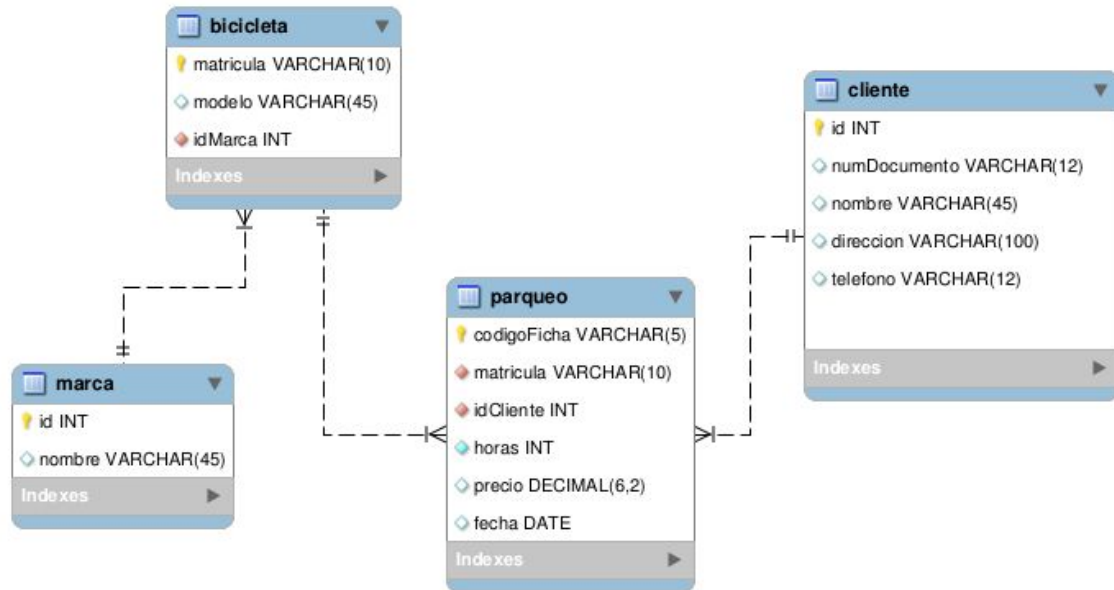 bicicleta
matricula VARCHAR(10)
modelo VARCHAR(45)
idMarca INT
Indexes
cliente
id INT
numDocumento VARCHAR(12)
nombre VARCHAR(45)
direccion VARCHAR(100)
telefono VARCHAR(12)
Indexes
parqueo
codigoFicha VARCHAR(5)
matricula VARCHAR(10)
idCliente INT
horas INT
precio DECIMAL(6,2)
fecha DATE
Indexes
marca
id INT
nombre VARCHAR(45)
Indexes